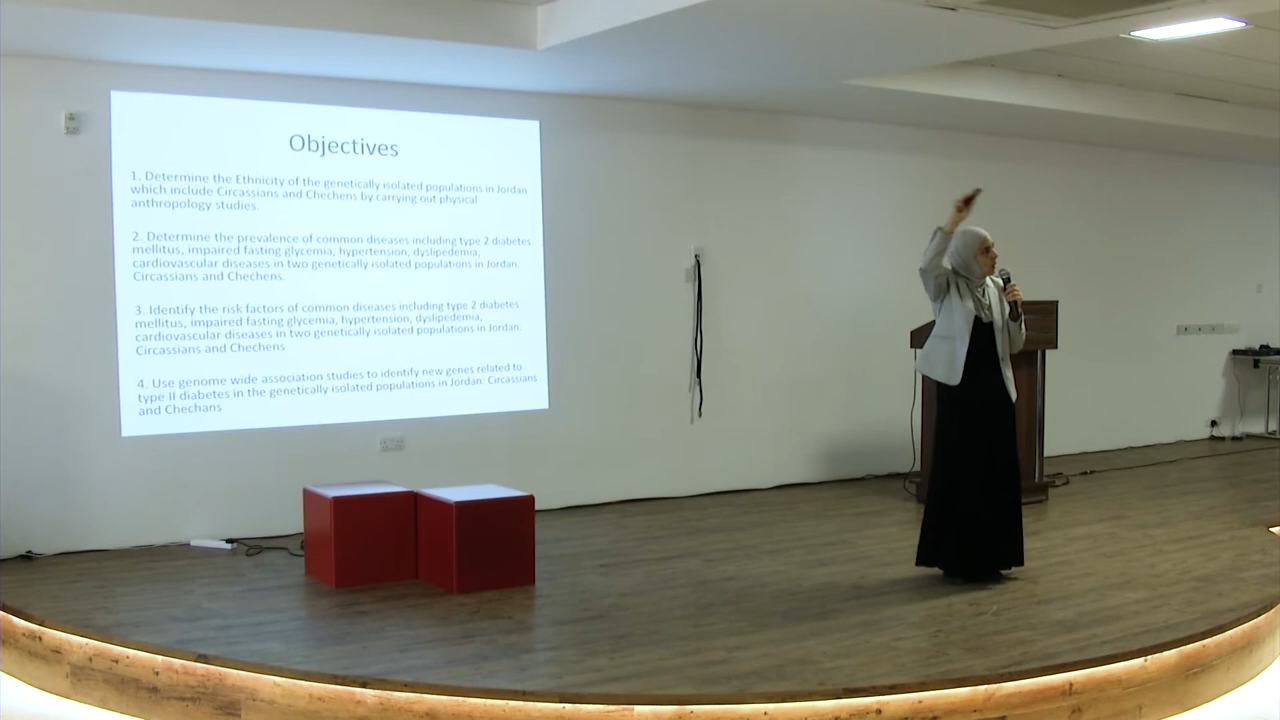 Objectives
1. Determine the Ethnicity of the genetically isolated populations in Jordan
which include Circassians and Chechens by carrying out physical
anthropology studies.
2. Determine the prevalence of common diseases including type 2 diabetes
mellitus, impaired fasting glycemia, hypertension, dyslipedemia,
cardiovascular diseases in two genetically isolated populations in Jordan:
Circassians and Chechens.
3. Identify the risk factors of common diseases including type 2 diabetes
mellitus, impaired fasting glycemia, hypertension, dyslipedemia,
cardiovascular diseases in two genetically isolated populations in Jordan:
Circassians and Chechens
4. Use genome wide association studies to identify new genes related to
type II diabetes in the genetically isolated populations in Jordan: Circassians
and Chechans